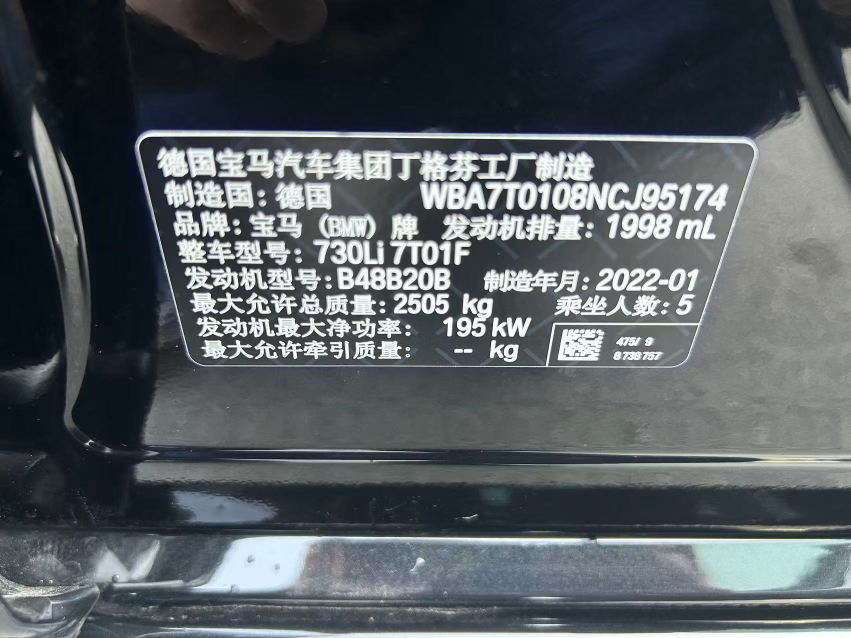 德国宝马汽车集团丁格芬工厂制造
制造国：德国 WBA7T0108NCJ95174
品牌：宝马 (BMW) 牌 发动机排量：1998 mL
整车型号：730Li 7T01F
发动机型号：B48B20B 制造年月：2022-01
最大允许总质量：2505 kg 乘坐人数：5
发动机最大净功率： 195 kW
最大允许牵引质量： -- kg
475/ 9
8 738 757